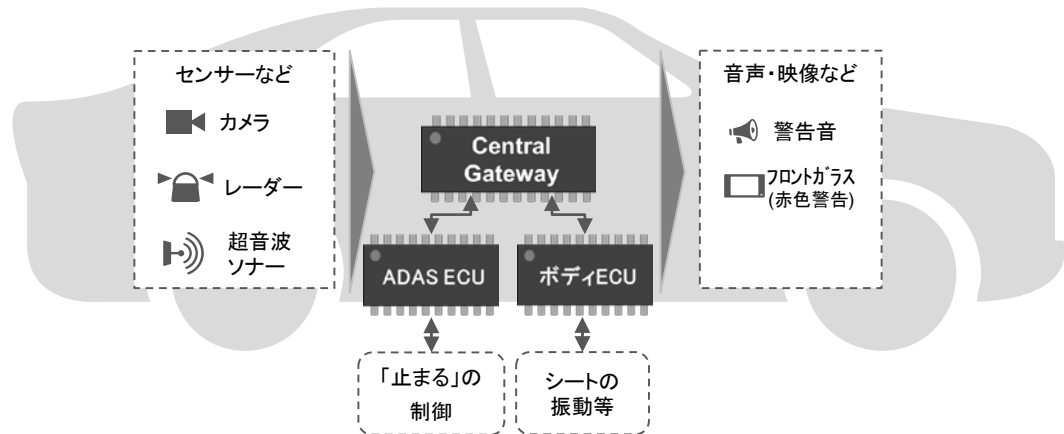 センサーなど
カメラ
レーダー
超音波
ソナー
Central
Gateway
ADAS ECU
ボディECU
「止まる」の
制御
シートの
振動等
音声・映像など
警告音
ﾌﾛﾝﾄｶﾞﾗｽ
(赤色警告)